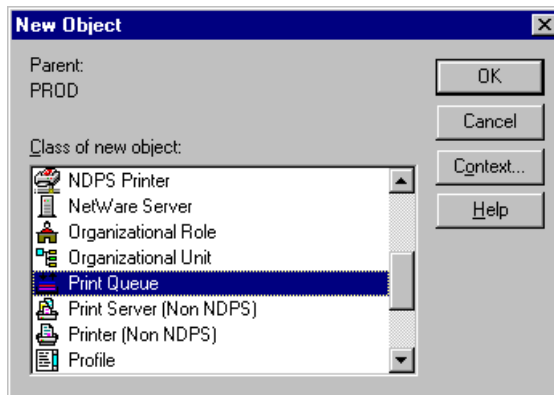 New Object
Parent:
PROD
Class of new object:
NDPS Printer
NetWare Server
Organizational Role
Organizational Unit
Print Queue
Print Server (Non NDPS)
Printer (Non NDPS)
Profile
OK
Cancel
Context...
Help